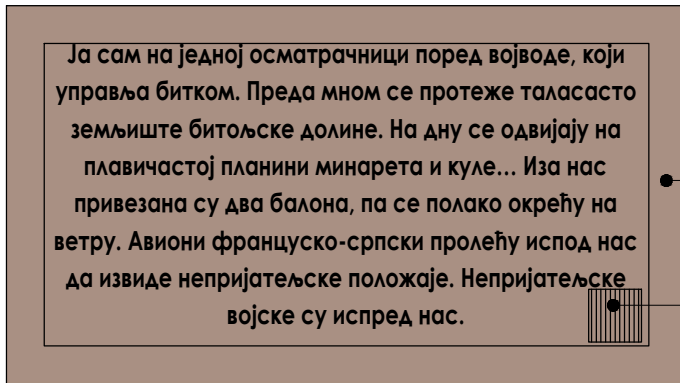 Ја сам на једној осматрачници поред војводе, који
управља битком. Преда мном се протеже таласасто
земљиште битољске долине. На дну се одвијају на
плавичастој планини минарета и куле... Иза нас
привезана су два балона, па се полако окрећу на
ветру. Авиони француско-српски пролећу испод нас
да извиде непријатељске положаје. Непријатељске
војске су испред нас.